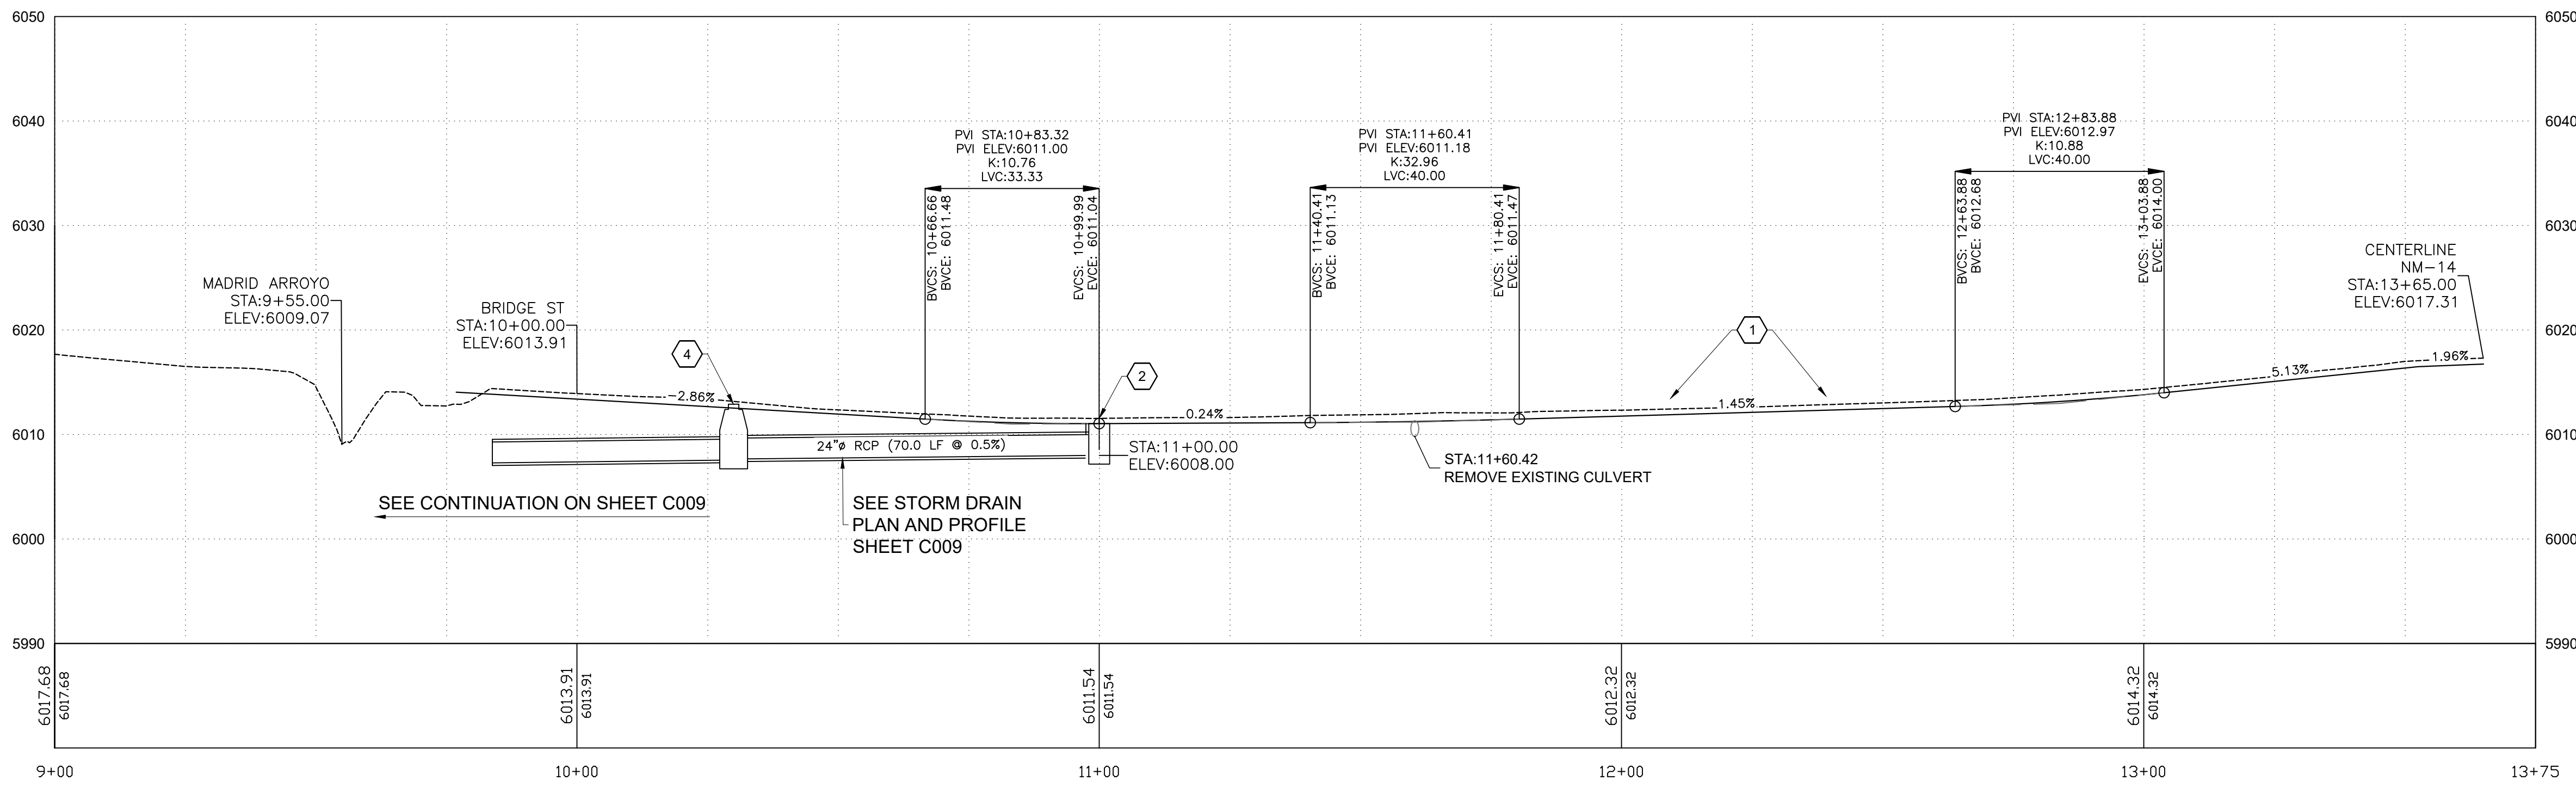 6050
6050
6040
6040
6030
6030
6020
6020
6010
6010
6000
6000
5990
5990
MADRID ARROYO
STA:9+55.00
ELEV:6009.07
BRIDGE ST
STA:10+00.00
ELEV:6013.91
4
-2.86%
PVI STA:10+83.32
PVI ELEV:6011.00
K:10.76
LVC:33.33
BVCS: 10+66.66
BVCE: 6011.48
EVCS: 10+99.99
EVCE: 6011.04
2
0.24%
PVI STA:11+60.41
PVI ELEV:6011.18
K:32.96
LVC:40.00
BVCS: 11+40.41
BVCE: 6011.13
EVCS: 11+80.41
EVCE: 6011.47
1
1.45%
PVI STA:12+83.88
PVI ELEV:6012.97
K:10.88
LVC:40.00
BVCS: 12+63.88
BVCE: 6012.68
EVCS: 13+03.88
EVCE: 6014.00
5.13%
1.96%
CENTERLINE
NM-14
STA:13+65.00
ELEV:6017.31
24"ø RCP (70.0 LF @ 0.5%)
STA:11+00.00
ELEV:6008.00
STA:11+60.42
REMOVE EXISTING CULVERT
SEE CONTINUATION ON SHEET C009
SEE STORM DRAIN
PLAN AND PROFILE
SHEET C009
6017.68
6017.68
6013.91
6013.91
6011.54
6011.54
6012.32
6012.32
6014.32
6014.32
9+00
10+00
11+00
12+00
13+00
13+75